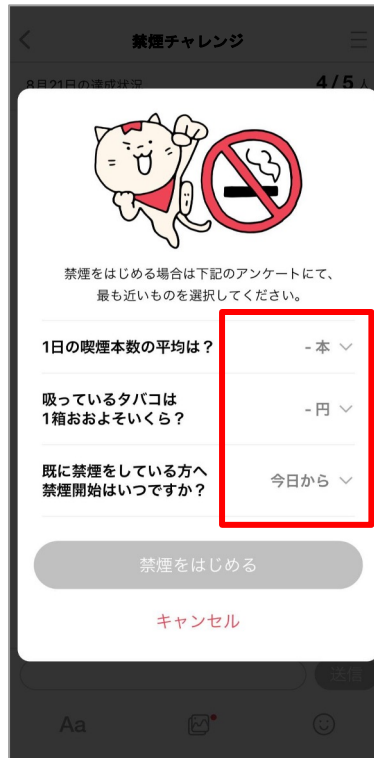 禁煙チャレンジ
8月21日の達成状況 4/5人
禁煙をはじめる場合は下記のアンケートにて、
最も近いものを選択してください。
1日の喫煙本数の平均は？ - 本
吸っているタバコは
1箱おおよそいくら？ - 円
既に禁煙をしている方へ
禁煙開始はいつですか？ 今日から
禁煙をはじめる
キャンセル
送信
Aa